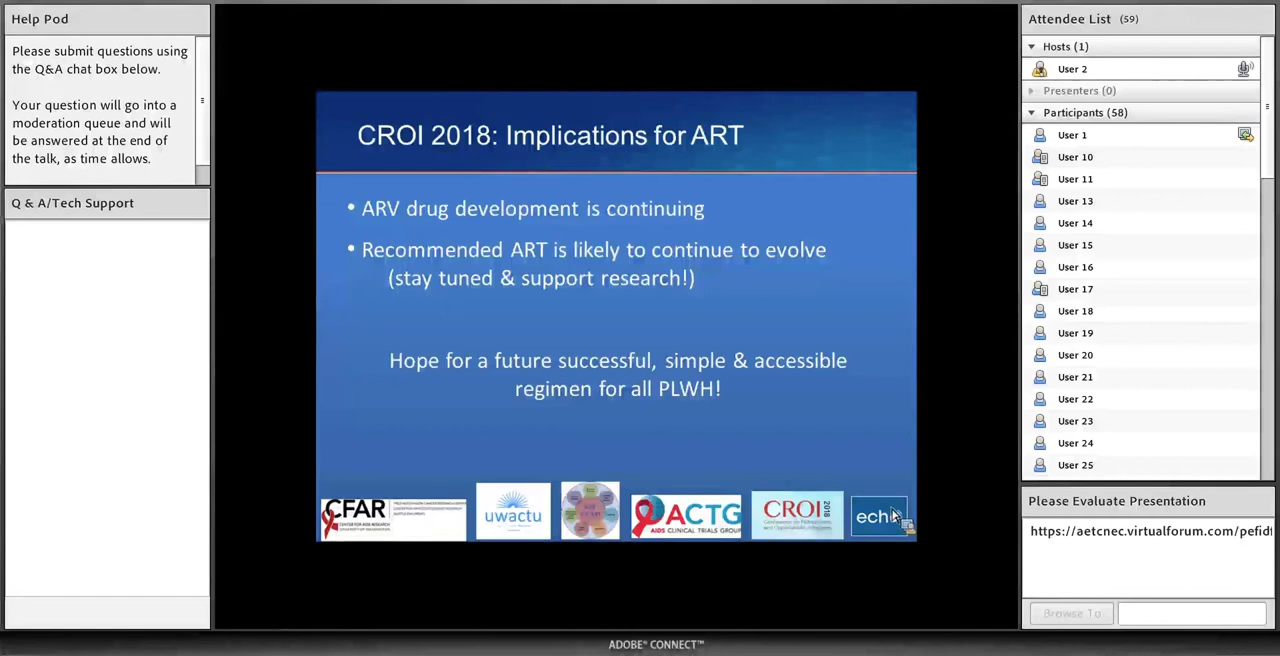 Help Pod
Please submit questions using
the Q&A chat box below.
Your question will go into a
moderation queue and will
be answered at the end of
the talk, as time allows.
Q & A/Tech Support
CROI 2018: Implications for ART
• ARV drug development is continuing
• Recommended ART is likely to continue to evolve
(stay tuned & support research!)
Hope for a future successful, simple & accessible
regimen for all PLWH!
CFAR
CENTER FOR AIDS RESEARCH
uwactu
ACTG
AIDS CLINICAL TRIALS GROUP
CROI 2018
Attendee List (59)
Hosts (1)
User 2
Presenters (0)
Participants (58)
User 1
User 10
User 11
User 13
User 14
User 15
User 16
User 17
User 18
User 19
User 20
User 21
User 22
User 23
User 24
User 25
Please Evaluate Presentation
https://aetcnec.virtualforum.com/pefidf
Browse To
ADOBE® CONNECT™